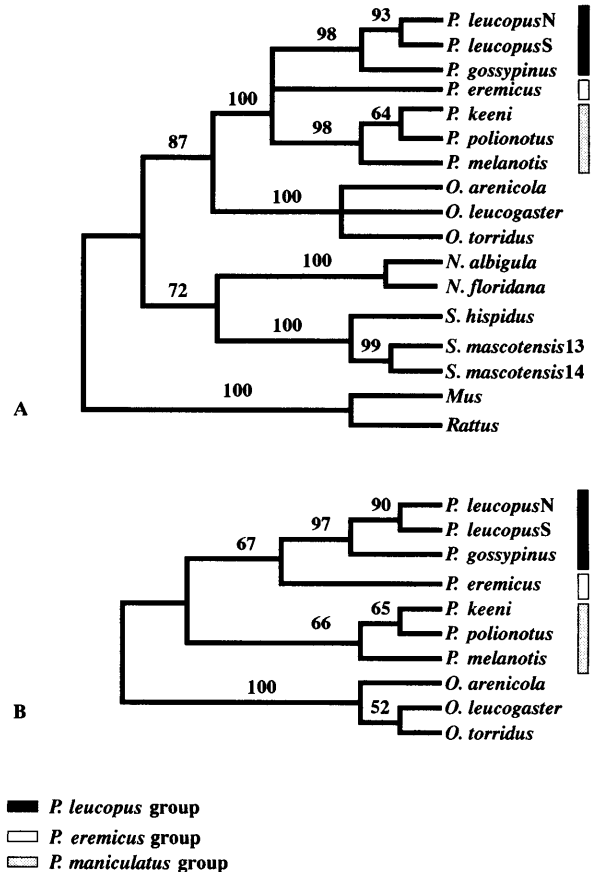 93 P. leucopusN
98 P. leucopusS
P. gossypinus
100 P. eremicus
64 P. keeni
98 P. polionotus
87 P. melanotis
O. arenicola
100 O. leucogaster
O. torridus
100 N. albigula
72 N. floridana
S. hispidus
100 99 S. mascotensis13
S. mascotensis14
100 Mus
A Rattus
90 P. leucopusN
97 P. leucopusS
67 P. gossypinus
P. eremicus
65 P. keeni
66 P. polionotus
P. melanotis
100 O. arenicola
B 52 O. leucogaster
O. torridus
P. leucopus group
P. eremicus group
P. maniculatus group